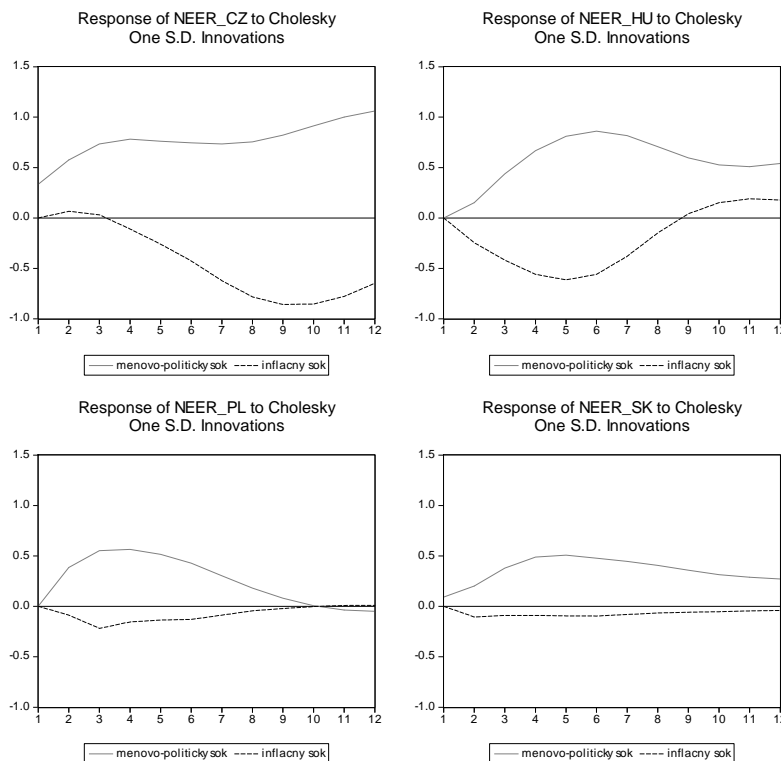 Response of NEER_CZ to Cholesky
One S.D. Innovations
1.5
1.0
0.5
0.0
-0.5
-1.0
1 2 3 4 5 6 7 8 9 10 11 12
menovo-politicky sok inflacny sok
Response of NEER_HU to Cholesky
One S.D. Innovations
1.5
1.0
0.5
0.0
-0.5
-1.0
1 2 3 4 5 6 7 8 9 10 11 12
menovo-politicky sok inflacny sok
Response of NEER_PL to Cholesky
One S.D. Innovations
1.5
1.0
0.5
0.0
-0.5
-1.0
1 2 3 4 5 6 7 8 9 10 11 12
menovo-politicky sok inflacny sok
Response of NEER_SK to Cholesky
One S.D. Innovations
1.5
1.0
0.5
0.0
-0.5
-1.0
1 2 3 4 5 6 7 8 9 10 11 12
menovo-politicky sok inflacny sok